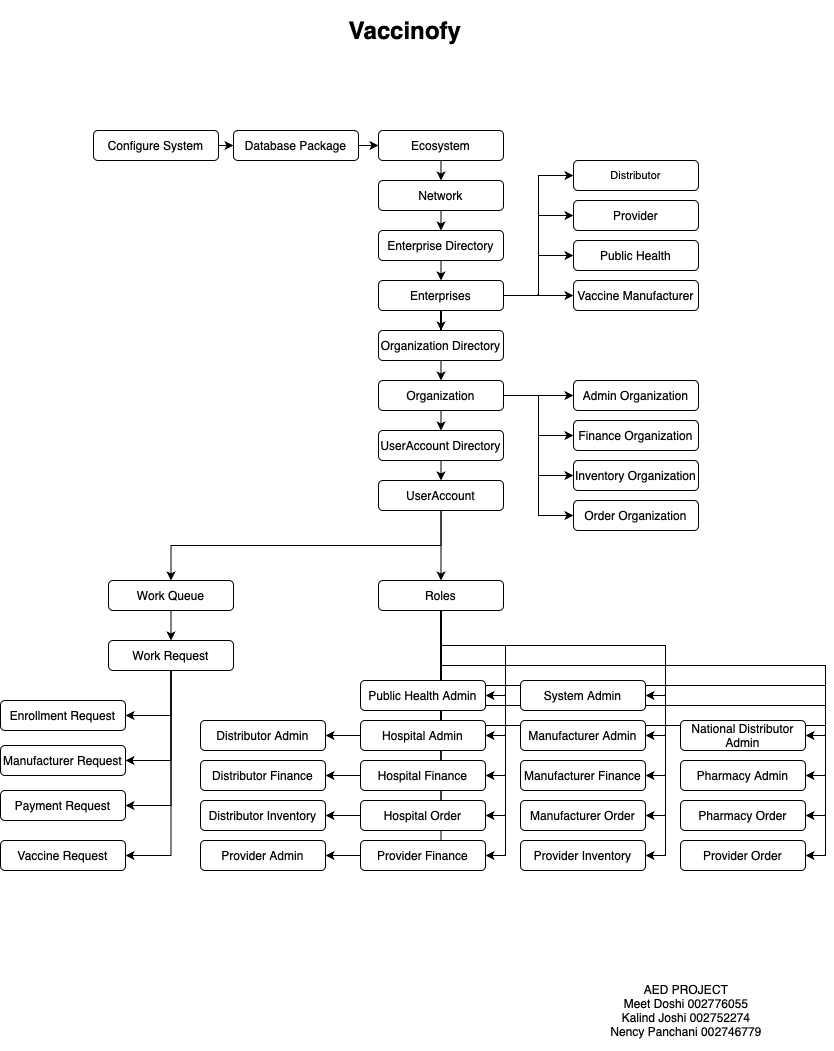 Vaccinofy
Configure System
Database Package
Ecosystem
Network
Enterprise Directory
Enterprises
Distributor
Provider
Public Health
Vaccine Manufacturer
Organization Directory
Organization
UserAccount Directory
UserAccount
Admin Organization
Finance Organization
Inventory Organization
Order Organization
Work Queue
Roles
Work Request
Enrollment Request
Manufacturer Request
Payment Request
Vaccine Request
Public Health Admin
System Admin
Distributor Admin
Hospital Admin
Manufacturer Admin
National Distributor
Admin
Distributor Finance
Hospital Finance
Manufacturer Finance
Pharmacy Admin
Distributor Inventory
Hospital Order
Manufacturer Order
Pharmacy Order
Provider Admin
Provider Finance
Provider Inventory
Provider Order
AED PROJECT
Meet Doshi 002776055
Kalind Joshi 002752274
Nency Panchani 002746779